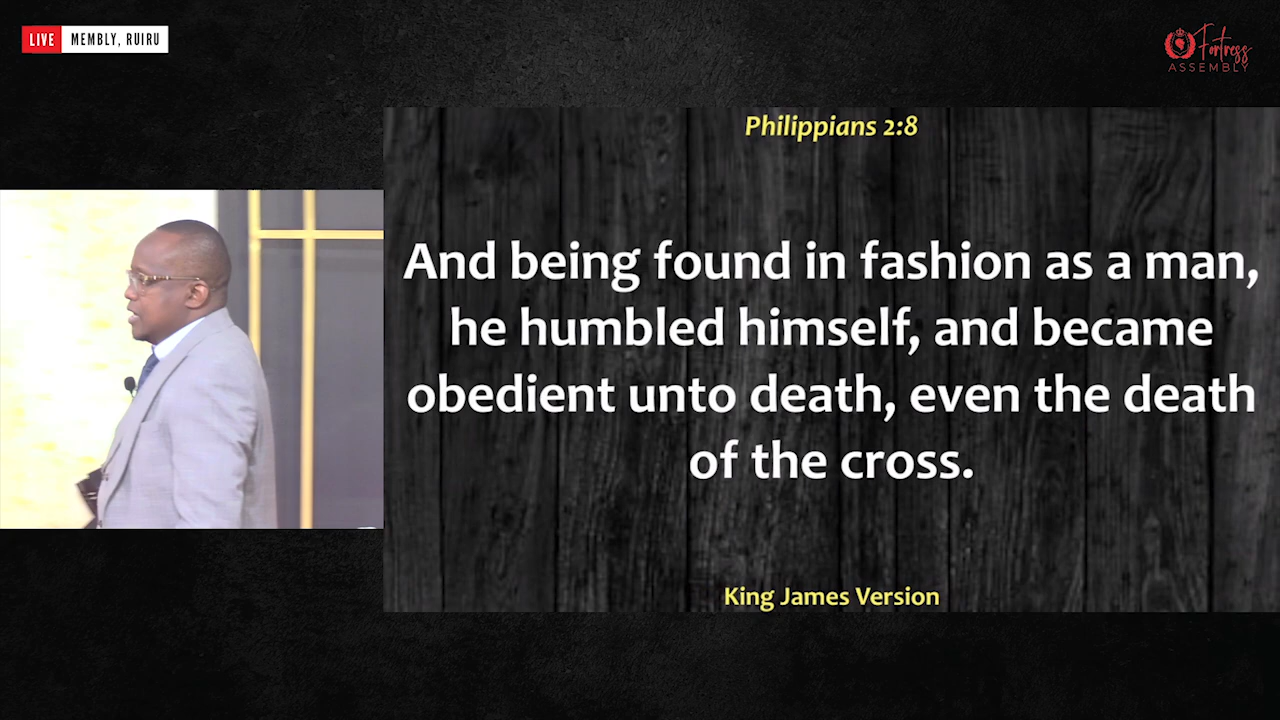 LIVE MEMBLY, RUIRU
Fortress
ASSEMBLY
Philippians 2:8
And being found in fashion as a man,
he humbled himself, and became
obedient unto death, even the death
of the cross.
King James Version